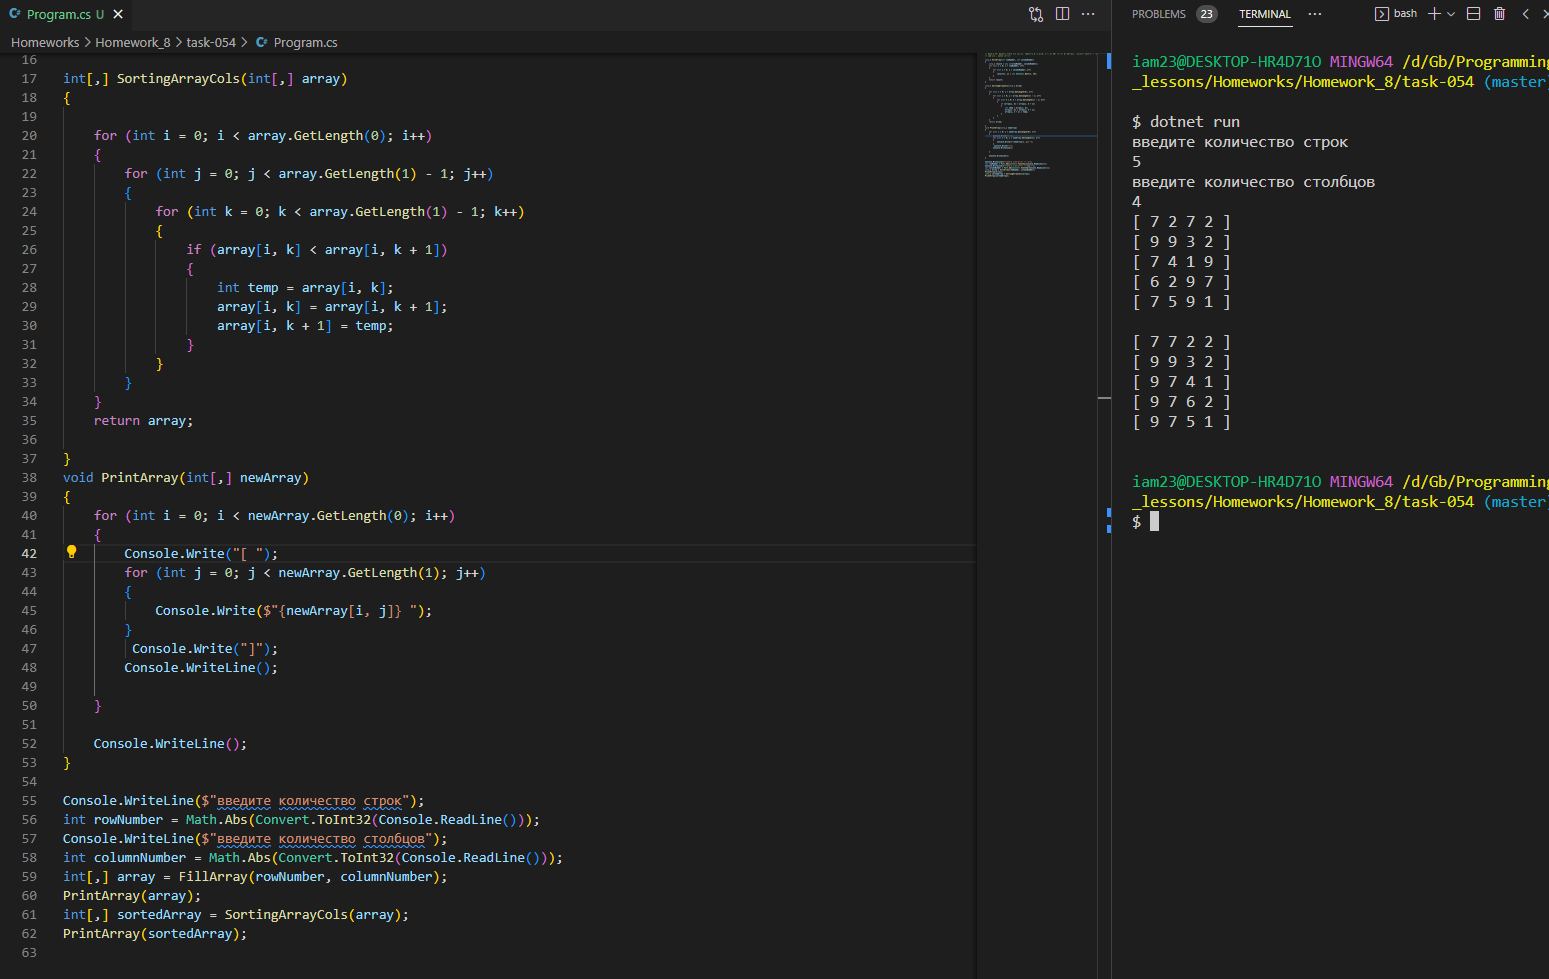 Program.cs U
Homeworks > Homework_8 > task-054 > Program.cs
16
17 int[,] SortingArrayCols(int[,] array)
18 {
19
20 for (int i = 0; i < array.GetLength(0); i++)
21 {
22 for (int j = 0; j < array.GetLength(1) - 1; j++)
23 {
24 for (int k = 0; k < array.GetLength(1) - 1; k++)
25 {
26 if (array[i, k] < array[i, k + 1])
27 {
28 int temp = array[i, k];
29 array[i, k] = array[i, k + 1];
30 array[i, k + 1] = temp;
31 }
32 }
33 }
34 }
35 return array;
36
37 }
38 void PrintArray(int[,] newArray)
39 {
40 for (int i = 0; i < newArray.GetLength(0); i++)
41 {
42 Console.Write("[ ");
43 for (int j = 0; j < newArray.GetLength(1); j++)
44 {
45 Console.Write($"{newArray[i, j]} ");
46 }
47 Console.Write("]");
48 Console.WriteLine();
49
50 }
51
52 Console.WriteLine();
53 }
54
55 Console.WriteLine($"введите количество строк");
56 int rowNumber = Math.Abs(Convert.ToInt32(Console.ReadLine()));
57 Console.WriteLine($"введите количество столбцов");
58 int columnNumber = Math.Abs(Convert.ToInt32(Console.ReadLine()));
59 int[,] array = FillArray(rowNumber, columnNumber);
60 PrintArray(array);
61 int[,] sortedArray = SortingArrayCols(array);
62 PrintArray(sortedArray);
63
PROBLEMS 23 TERMINAL ··· bash
iam23@DESKTOP-HR4D71O MINGW64 /d/Gb/Programming
_lessons/Homeworks/Homework_8/task-054 (master)
$ dotnet run
введите количество строк
5
введите количество столбцов
4
[ 7 2 7 2 ]
[ 9 9 3 2 ]
[ 7 4 1 9 ]
[ 6 2 9 7 ]
[ 7 5 9 1 ]
[ 7 7 2 2 ]
[ 9 9 3 2 ]
[ 9 7 4 1 ]
[ 9 7 6 2 ]
[ 9 7 5 1 ]
iam23@DESKTOP-HR4D71O MINGW64 /d/Gb/Programming
_lessons/Homeworks/Homework_8/task-054 (master)
$